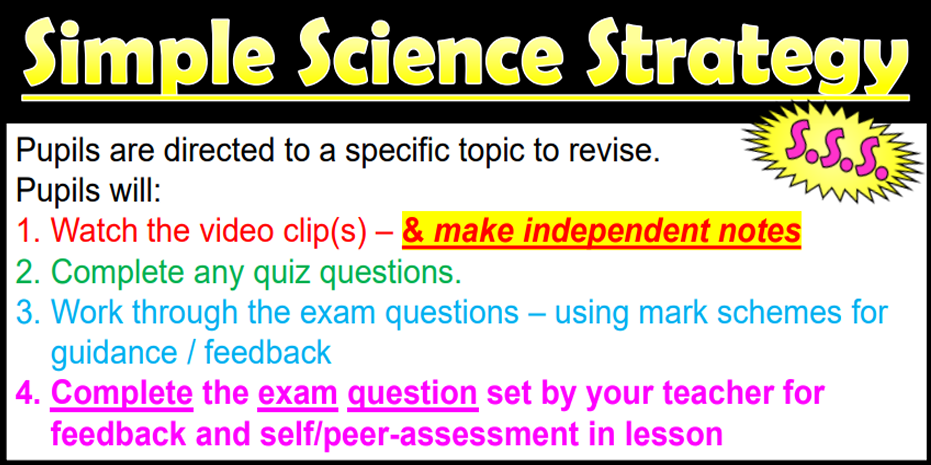 Simple Science Strategy
S.S.S.
Pupils are directed to a specific topic to revise.
Pupils will:
1. Watch the video clip(s) – & make independent notes
2. Complete any quiz questions.
3. Work through the exam questions – using mark schemes for
guidance / feedback
4. Complete the exam question set by your teacher for
feedback and self/peer-assessment in lesson